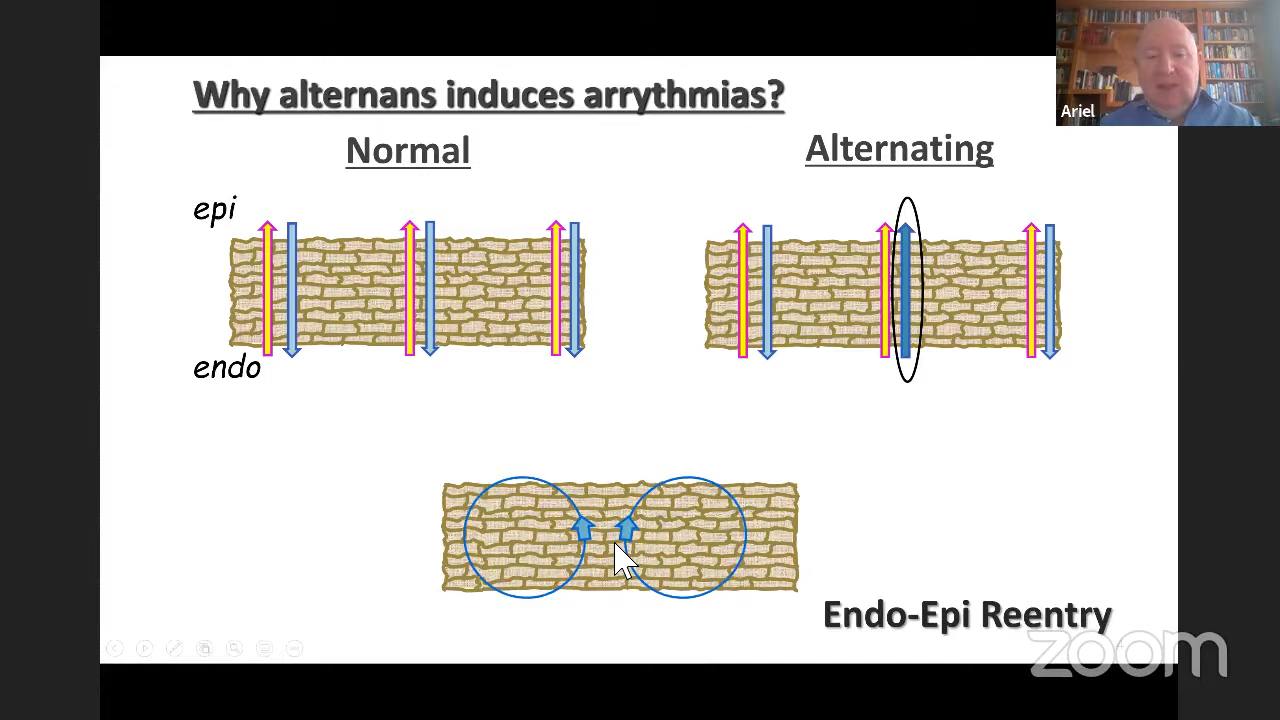 Why alternans induces arrythmias?
Ariel
Normal
Alternating
epi
endo
Endo-Epi Reentry
zoom